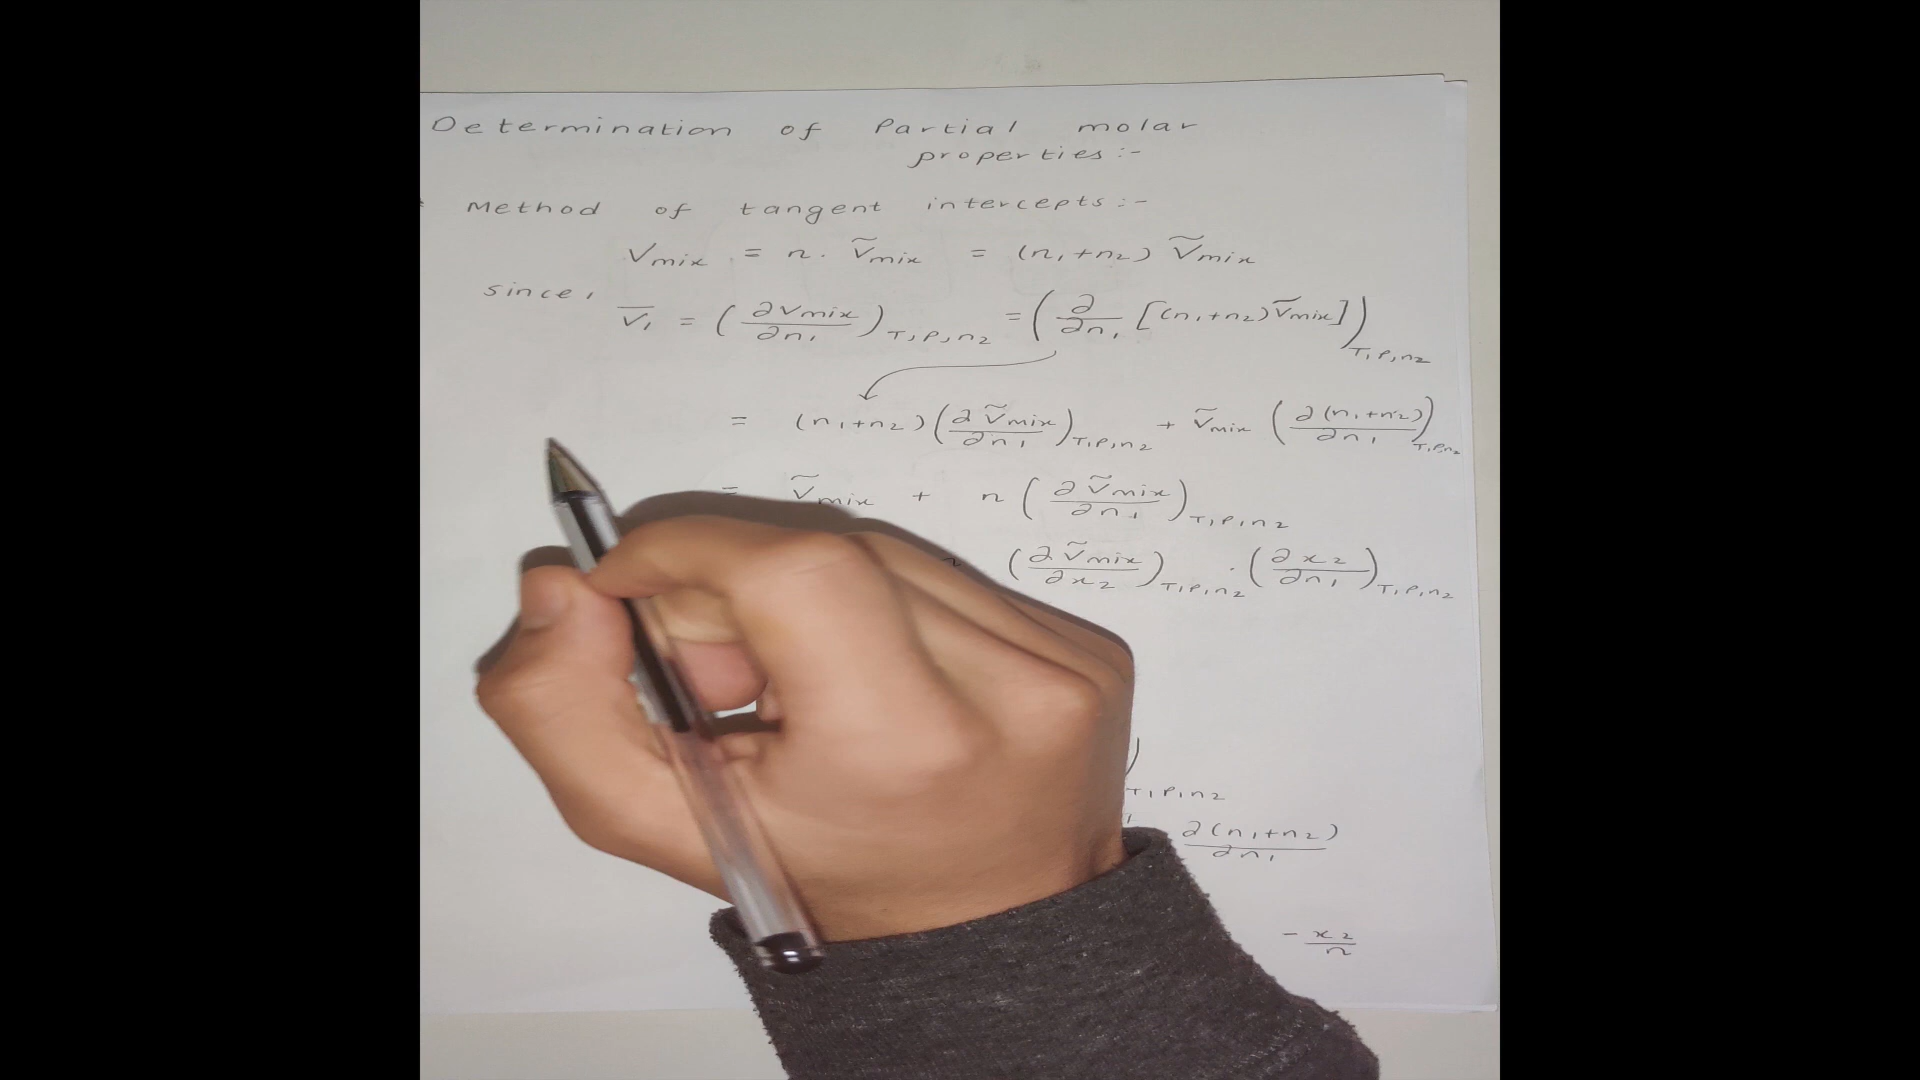 Determination of Partial molar
properties:-
Method of tangent intercepts:-
Vmix = n. Ṽmix = (n₁+n₂) Ṽmix
since,
V̄₁ = (∂Vmix/∂n₁)T,P,n₂ = (∂/∂n₁ [(n₁+n₂)Ṽmix])T,P,n₂
= (n₁+n₂) (∂Ṽmix/∂n₁)T,P,n₂ + Ṽmix (∂(n₁+n₂)/∂n₁)T,P,n₂
= Ṽmix + n (∂Ṽmix/∂n₁)T,P,n₂
(∂Ṽmix/∂x₂)T,P,n₂ . (∂x₂/∂n₁)T,P,n₂
)T,P,n₂
∂(n₁+n₂)/∂n₁
- x₂/n